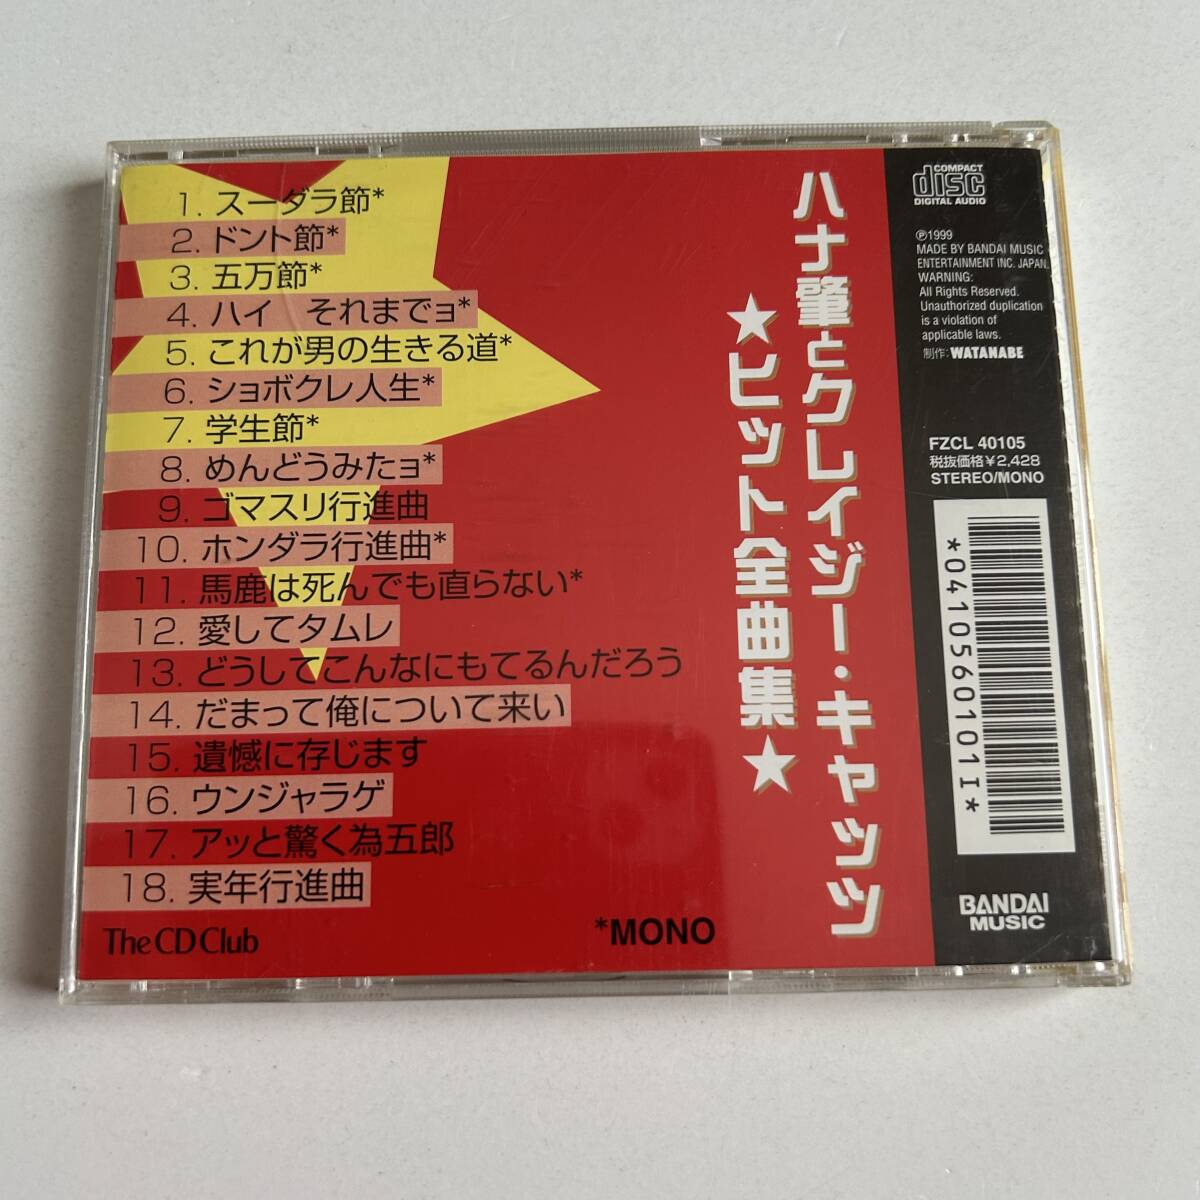 1. スーダラ節*
2. ドント節*
3. 五万節*
4. ハイ それまでョ*
5. これが男の生きる道*
6. ショボクレ人生*
7. 学生節*
8. めんどうみたョ*
9. ゴマスリ行進曲
10. ホンダラ行進曲*
11. 馬鹿は死んでも直らない*
12. 愛してタムレ
13. どうしてこんなにもてるんだろう
14. だまって俺について来い
15. 遺憾に存じます
16. ウンジャラゲ
17. アッと驚く為五郎
18. 実年行進曲
The CD Club
*MONO
ハナ肇とクレイジー・キャッツ
★ヒット全曲集★
COMPACT
disc
DIGITAL AUDIO
℗1999
MADE BY BANDAI MUSIC
ENTERTAINMENT INC. JAPAN.
WARNING:
All Rights Reserved.
Unauthorized duplication
is a violation of
applicable laws.
制作: WATANABE
FZCL 40105
税抜価格¥2,428
STEREO/MONO
*0410560101I*
BANDAI
MUSIC